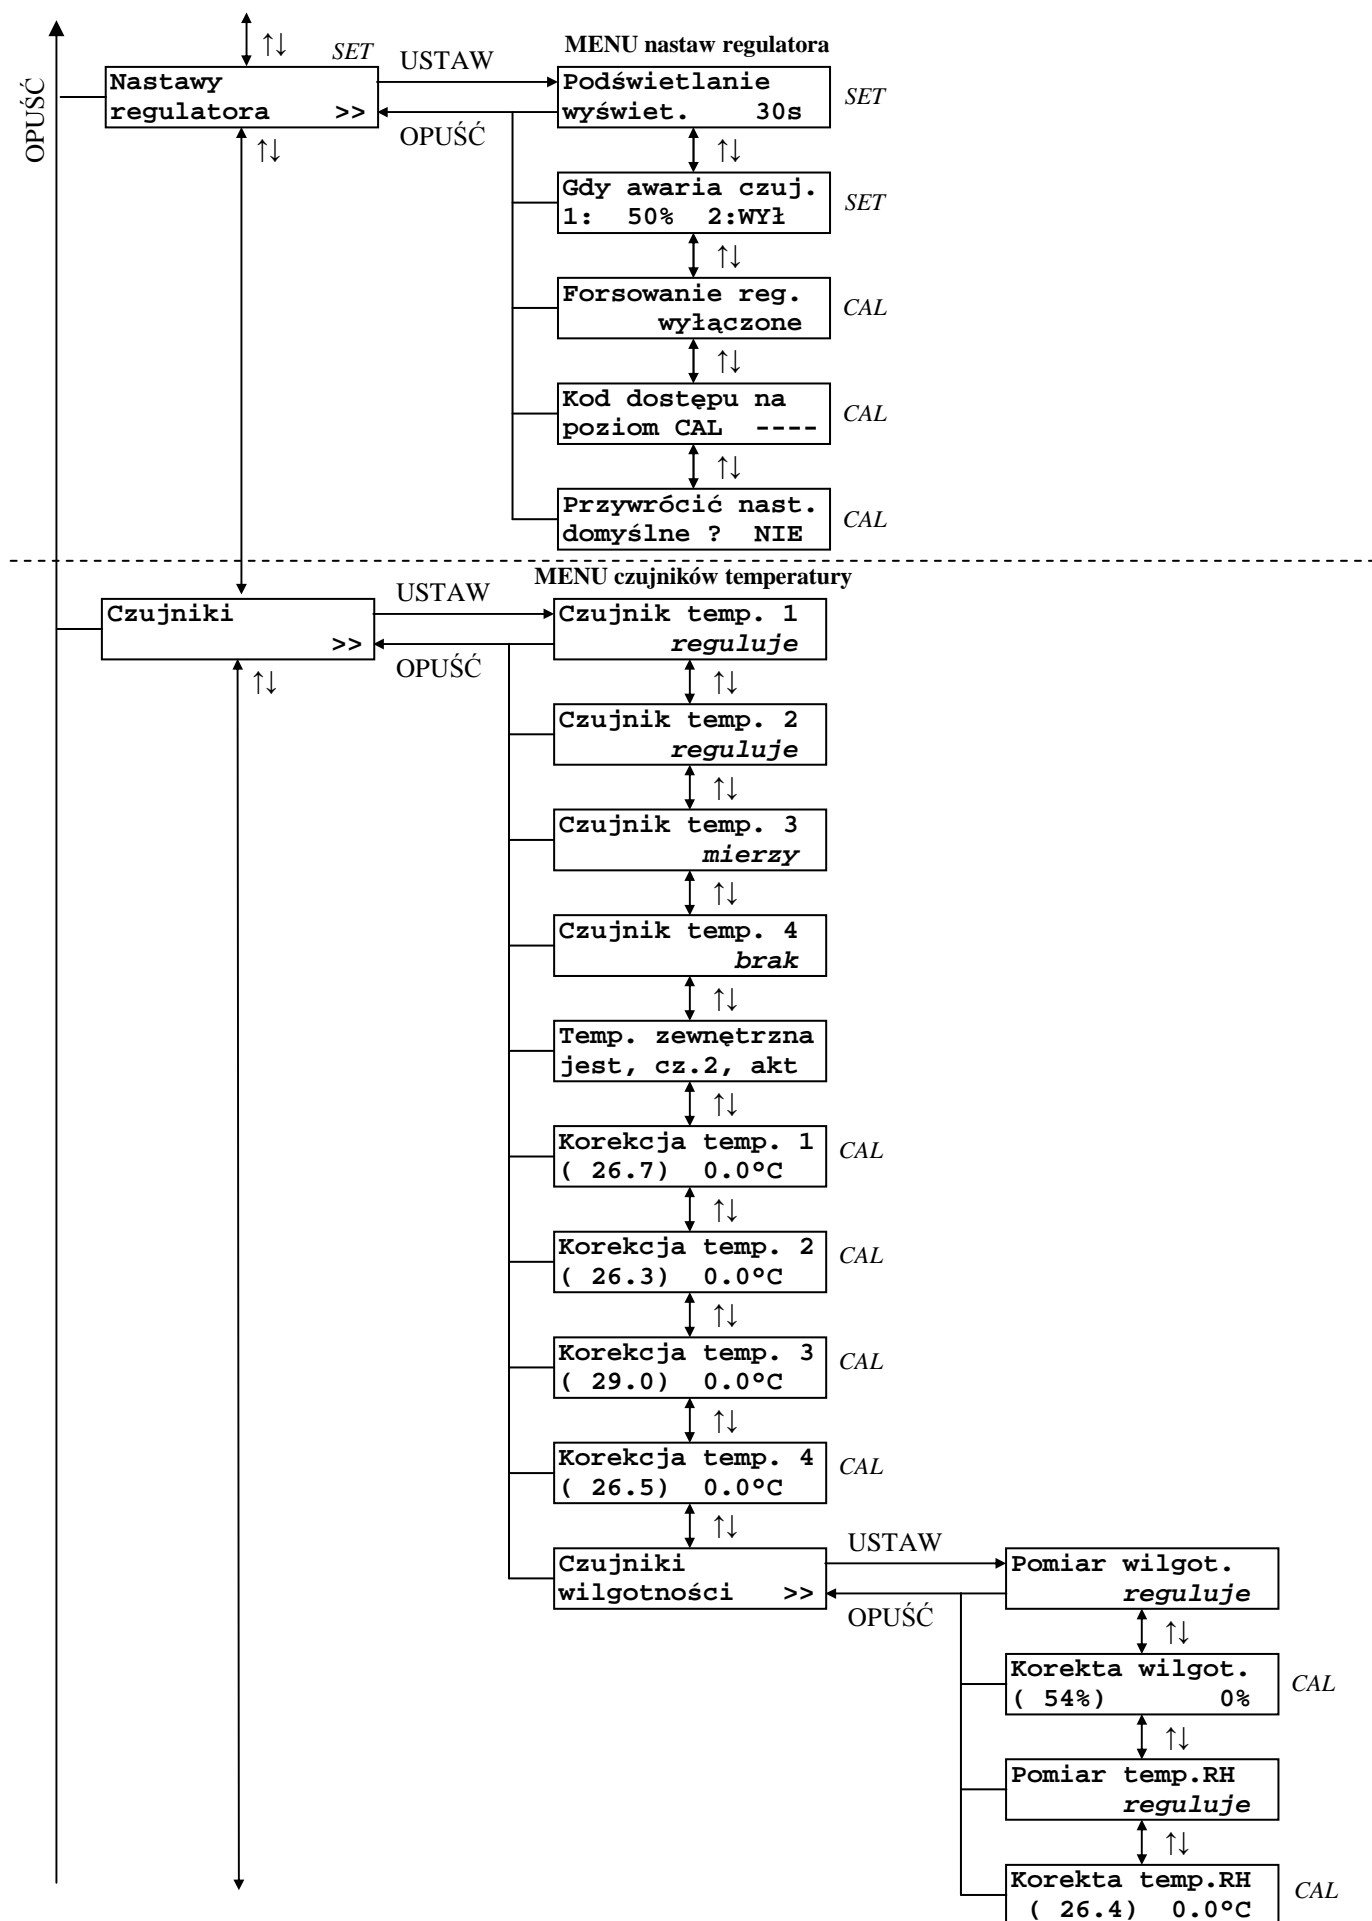 OPUŚĆ
↑↓
SET
USTAW
MENU nastaw regulatora
Nastawy
regulatora >>
OPUŚĆ
↑↓
Podświetlanie
wyświet. 30s
SET
↑↓
Gdy awaria czuj.
1: 50% 2:WYŁ
SET
↑↓
Forsowanie reg.
wyłączone
CAL
↑↓
Kod dostępu na
poziom CAL ----
CAL
↑↓
Przywrócić nast.
domyślne ? NIE
CAL
MENU czujników temperatury
Czujniki
>>
USTAW
OPUŚĆ
↑↓
Czujnik temp. 1
reguluje
↑↓
Czujnik temp. 2
reguluje
↑↓
Czujnik temp. 3
mierzy
↑↓
Czujnik temp. 4
brak
↑↓
Temp. zewnętrzna
jest, cz.2, akt
↑↓
Korekcja temp. 1
( 26.7) 0.0°C
CAL
↑↓
Korekcja temp. 2
( 26.3) 0.0°C
CAL
↑↓
Korekcja temp. 3
( 29.0) 0.0°C
CAL
↑↓
Korekcja temp. 4
( 26.5) 0.0°C
CAL
↑↓
Czujniki
wilgotności >>
USTAW
OPUŚĆ
Pomiar wilgot.
reguluje
↑↓
Korekta wilgot.
( 54%) 0%
CAL
↑↓
Pomiar temp.RH
reguluje
↑↓
Korekta temp.RH
( 26.4) 0.0°C
CAL